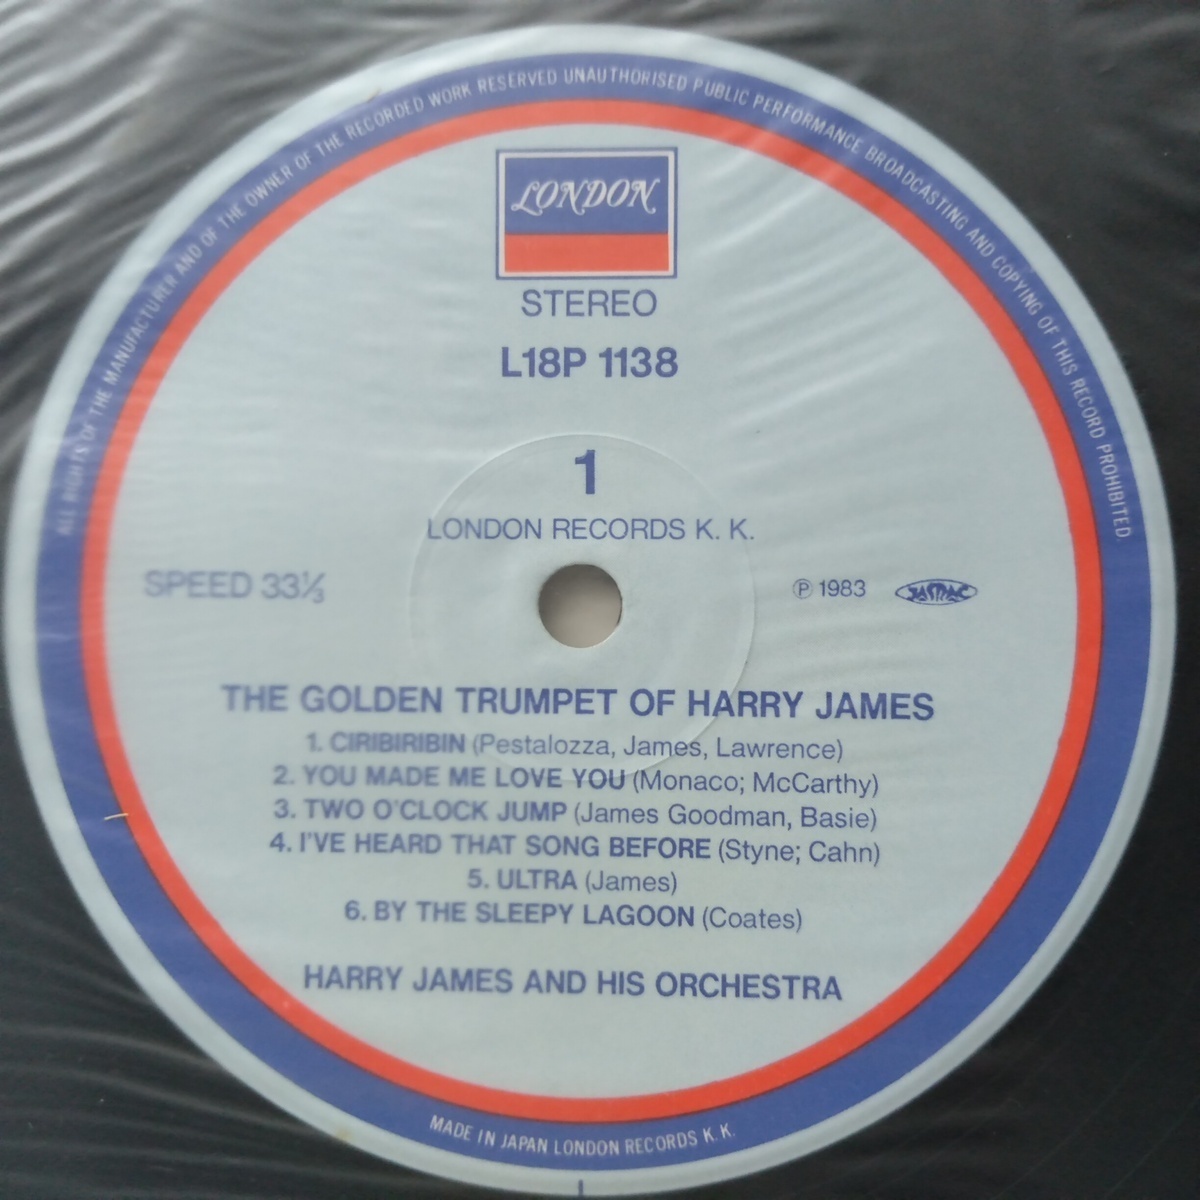 ALL RIGHTS OF THE MANUFACTURER AND OF THE OWNER OF THE RECORDED WORK RESERVED UNAUTHORISED PUBLIC PERFORMANCE BROADCASTING AND COPYING OF THIS RECORD PROHIBITED.
LONDON
STEREO
L18P 1138
1
LONDON RECORDS K. K.
SPEED 33⅓
Ⓟ 1983 JASRAC
THE GOLDEN TRUMPET OF HARRY JAMES
1. CIRIBIRIBIN (Pestalozza, James, Lawrence)
2. YOU MADE ME LOVE YOU (Monaco; McCarthy)
3. TWO O'CLOCK JUMP (James Goodman, Basie)
4. I'VE HEARD THAT SONG BEFORE (Styne; Cahn)
5. ULTRA (James)
6. BY THE SLEEPY LAGOON (Coates)
HARRY JAMES AND HIS ORCHESTRA
MADE IN JAPAN LONDON RECORDS K. K.